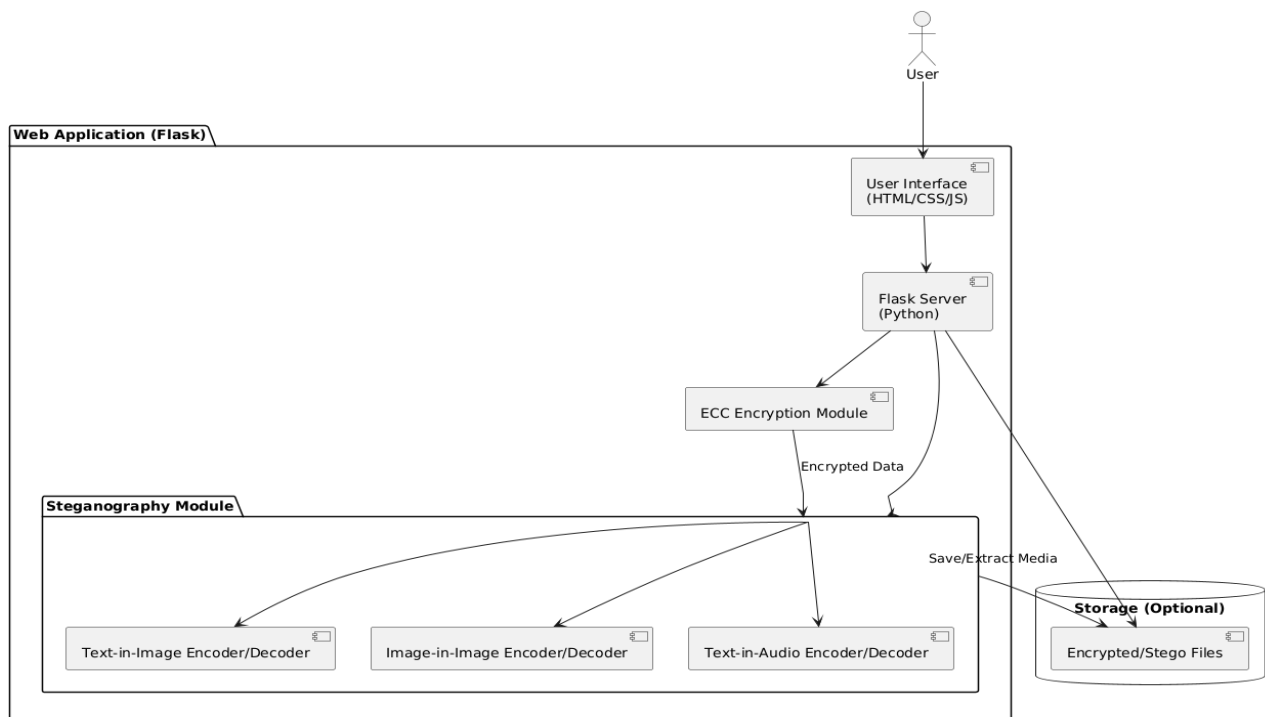 User
Web Application (Flask)
User Interface
(HTML/CSS/JS)
Flask Server
(Python)
ECC Encryption Module
Encrypted Data
Steganography Module
Save/Extract Media
Storage (Optional)
Text-in-Image Encoder/Decoder
Image-in-Image Encoder/Decoder
Text-in-Audio Encoder/Decoder
Encrypted/Stego Files